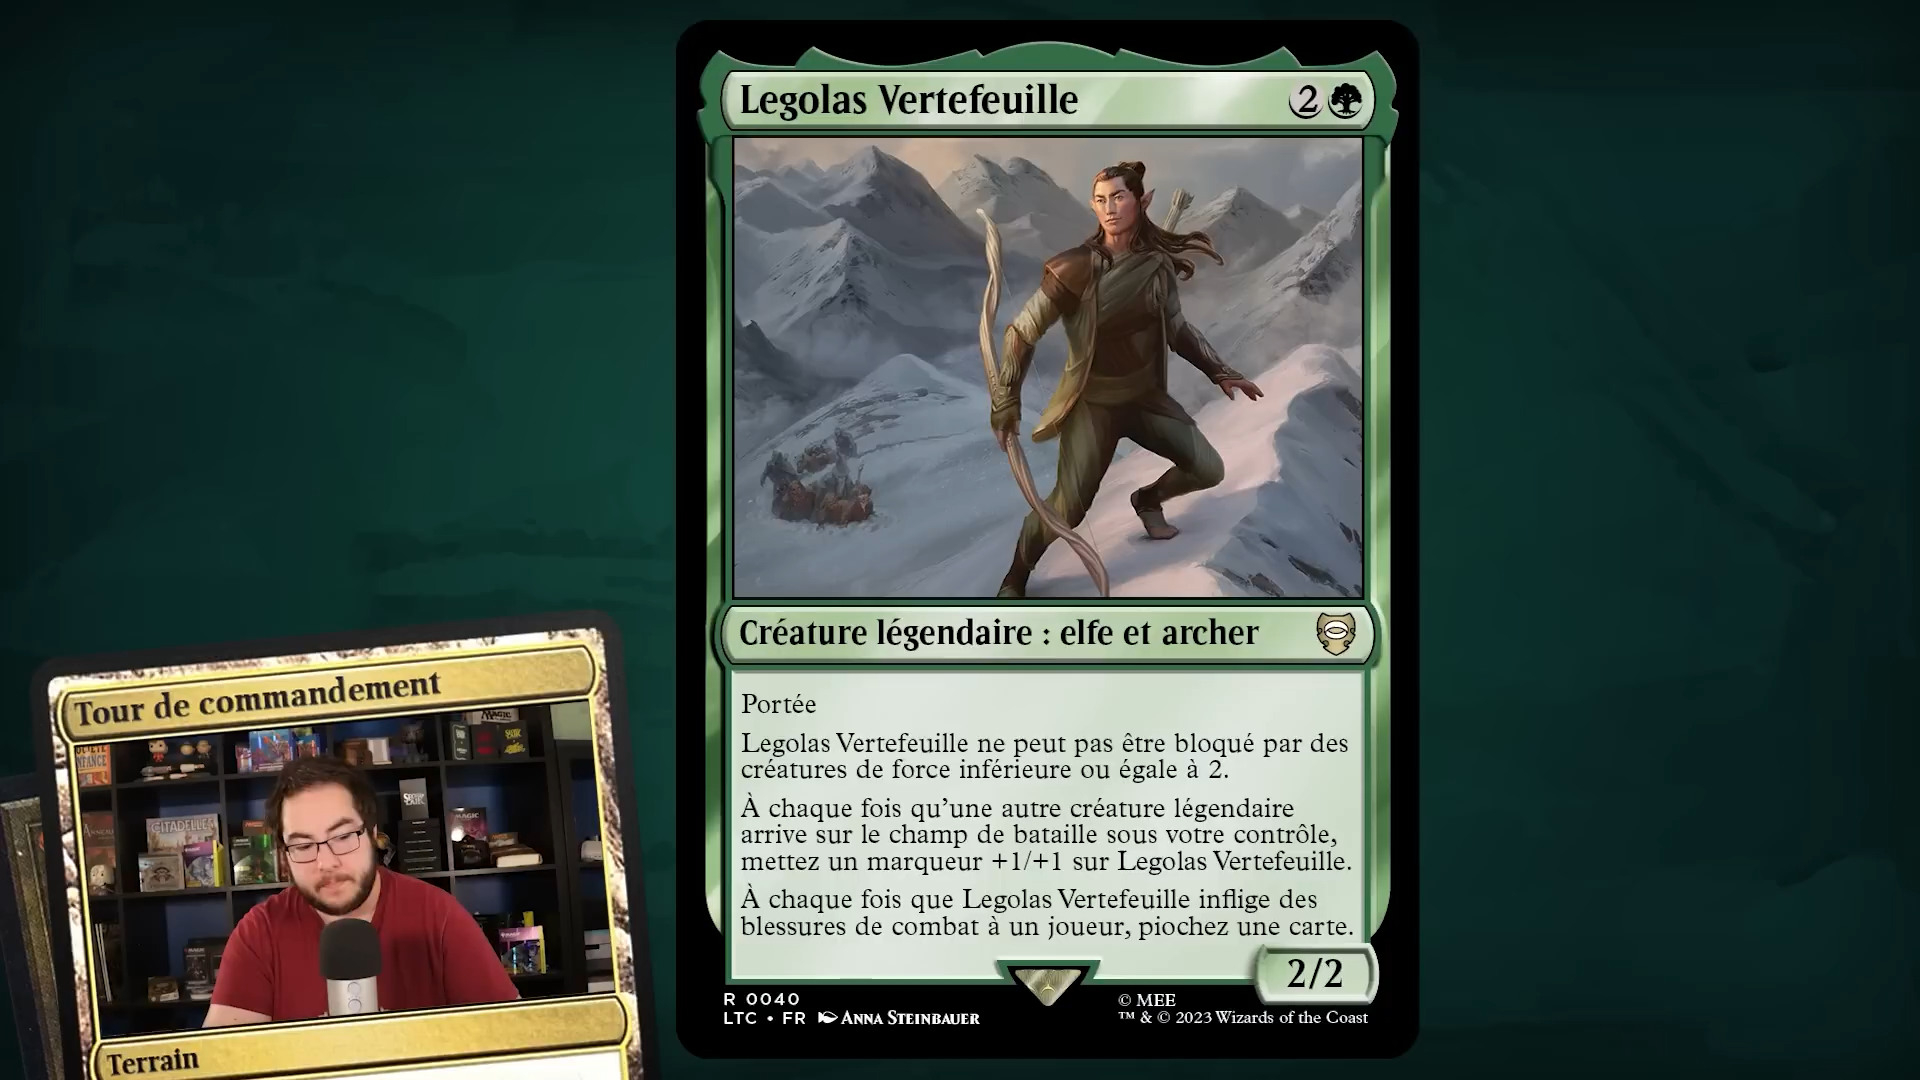 Legolas Vertefeuille
2
Créature légendaire : elfe et archer
Portée
Legolas Vertefeuille ne peut pas être bloqué par des
créatures de force inférieure ou égale à 2.
À chaque fois qu'une autre créature légendaire
arrive sur le champ de bataille sous votre contrôle,
mettez un marqueur +1/+1 sur Legolas Vertefeuille.
À chaque fois que Legolas Vertefeuille inflige des
blessures de combat à un joueur, piochez une carte.
2/2
R 0040
LTC • FR Anna Steinbauer
© MEE
™ & © 2023 Wizards of the Coast
Tour de commandement
MAGIC
CITADELLES
MAGIC
Terrain